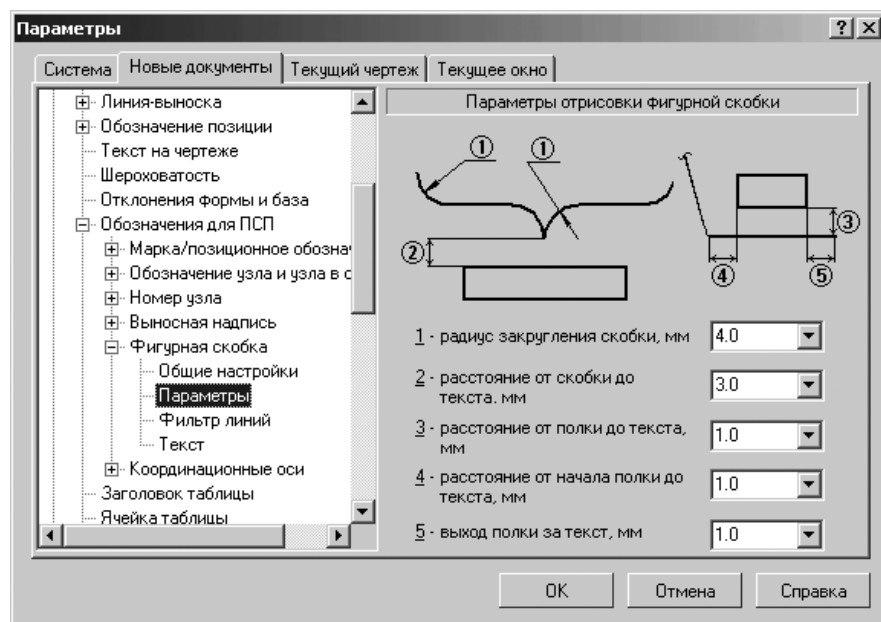 Параметры
Система Новые документы Текущий чертеж Текущее окно
Линия-выноска
Обозначение позиции
Текст на чертеже
Шероховатость
Отклонения формы и база
Обозначения для ПСП
Марка/позиционное обознач
Обозначение узла и узла в с
Номер узла
Выносная надпись
Фигурная скобка
Общие настройки
Параметры
Фильтр линий
Текст
Координационные оси
Заголовок таблицы
Ячейка таблицы
Параметры отрисовки фигурной скобки
1 1
2
3
4 5
1 - радиус закругления скобки, мм 4.0
2 - расстояние от скобки до
текста. мм 3.0
3 - расстояние от полки до текста,
мм 1.0
4 - расстояние от начала полки до
текста, мм 1.0
5 - выход полки за текст, мм 1.0
OK Отмена Справка